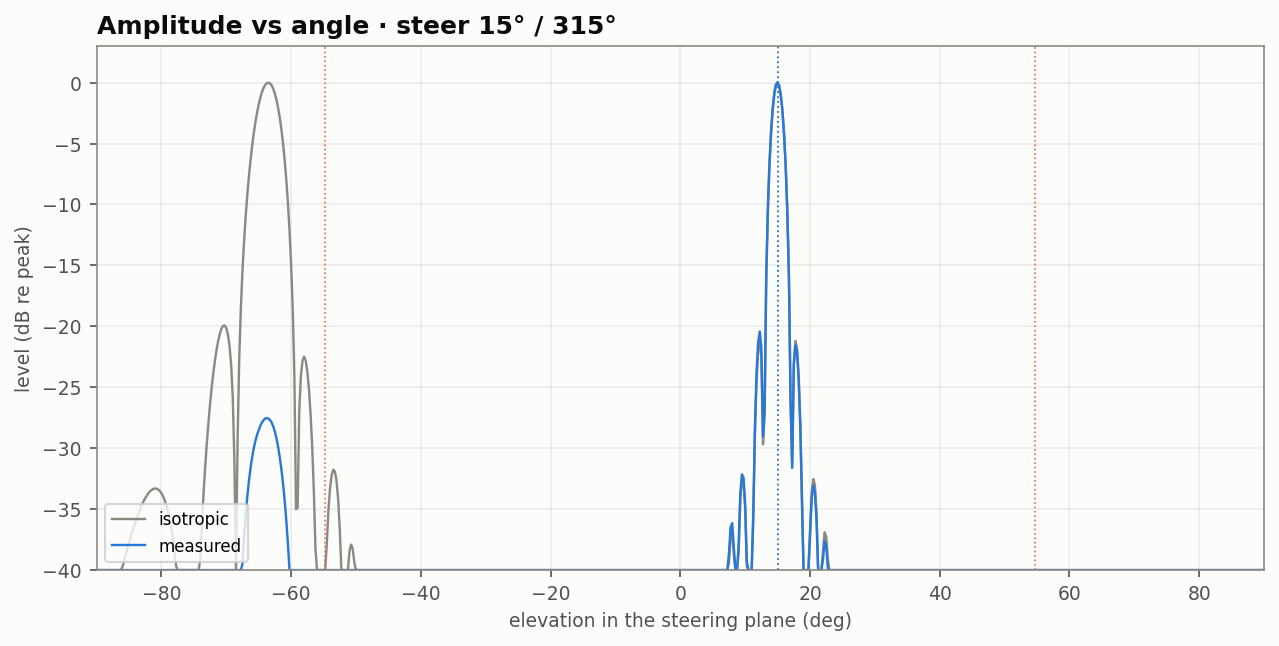 Amplitude vs angle · steer 15° / 315°
level (dB re peak)
0
−5
−10
−15
−20
−25
−30
−35
−40
isotropic
measured
−80 −60 −40 −20 0 20 40 60 80
elevation in the steering plane (deg)